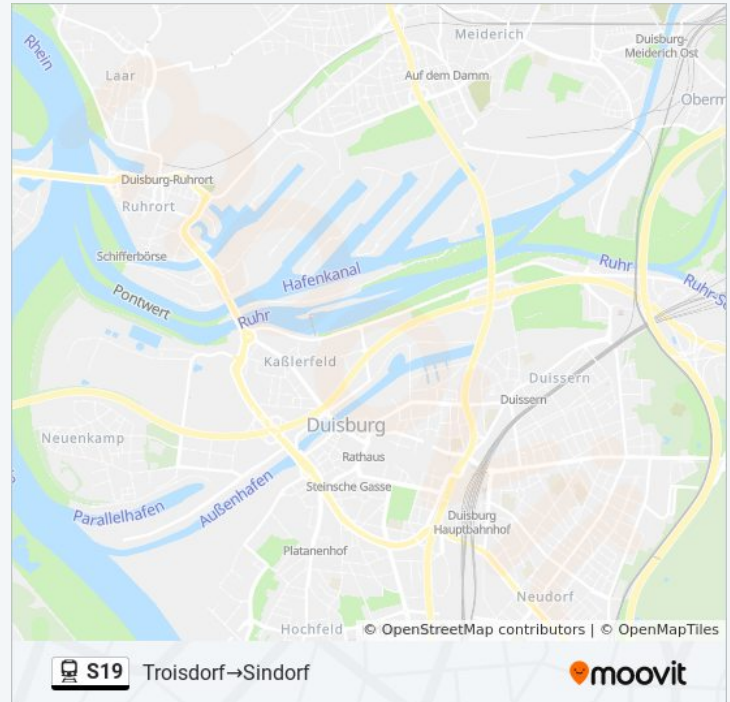 Rhein
Laar
Meiderich
Duisburg-
Meiderich Ost
Auf dem Damm
Oberm
Duisburg-Ruhrort
Ruhrort
Schifferbörse
Hafenkanal
Ruhr
Ruhr-S
Pontwert
Ruhr
Kaßlerfeld
Duissern
Duissern
Duisburg
Neuenkamp
Rathaus
Steinsche Gasse
Außenhafen
Parallelhafen
Duisburg
Hauptbahnhof
Platanenhof
Neudorf
Hochfeld
© OpenStreetMap contributors | © OpenMapTiles
S19 Troisdorf→Sindorf
moovit